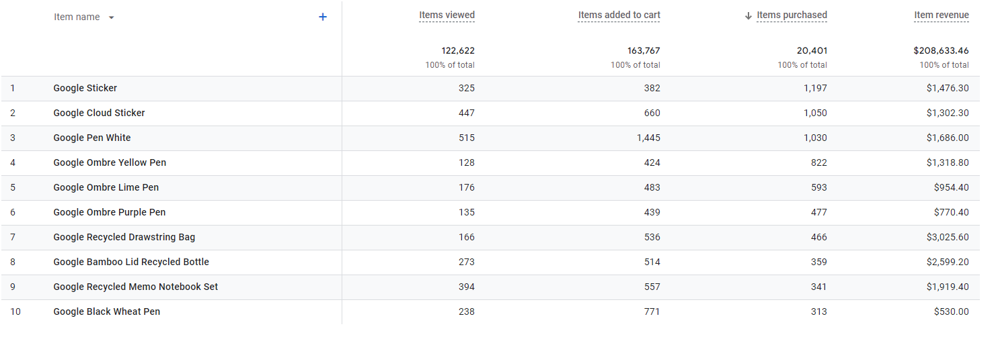 Item name + Items viewed Items added to cart ↓ Items purchased Item revenue
122,622 163,767 20,401 $208,633.46
100% of total 100% of total 100% of total 100% of total
1 Google Sticker 325 382 1,197 $1,476.30
2 Google Cloud Sticker 447 660 1,050 $1,302.30
3 Google Pen White 515 1,445 1,030 $1,686.00
4 Google Ombre Yellow Pen 128 424 822 $1,318.80
5 Google Ombre Lime Pen 176 483 593 $954.40
6 Google Ombre Purple Pen 135 439 477 $770.40
7 Google Recycled Drawstring Bag 166 536 466 $3,025.60
8 Google Bamboo Lid Recycled Bottle 273 514 359 $2,599.20
9 Google Recycled Memo Notebook Set 394 557 341 $1,919.40
10 Google Black Wheat Pen 238 771 313 $530.00